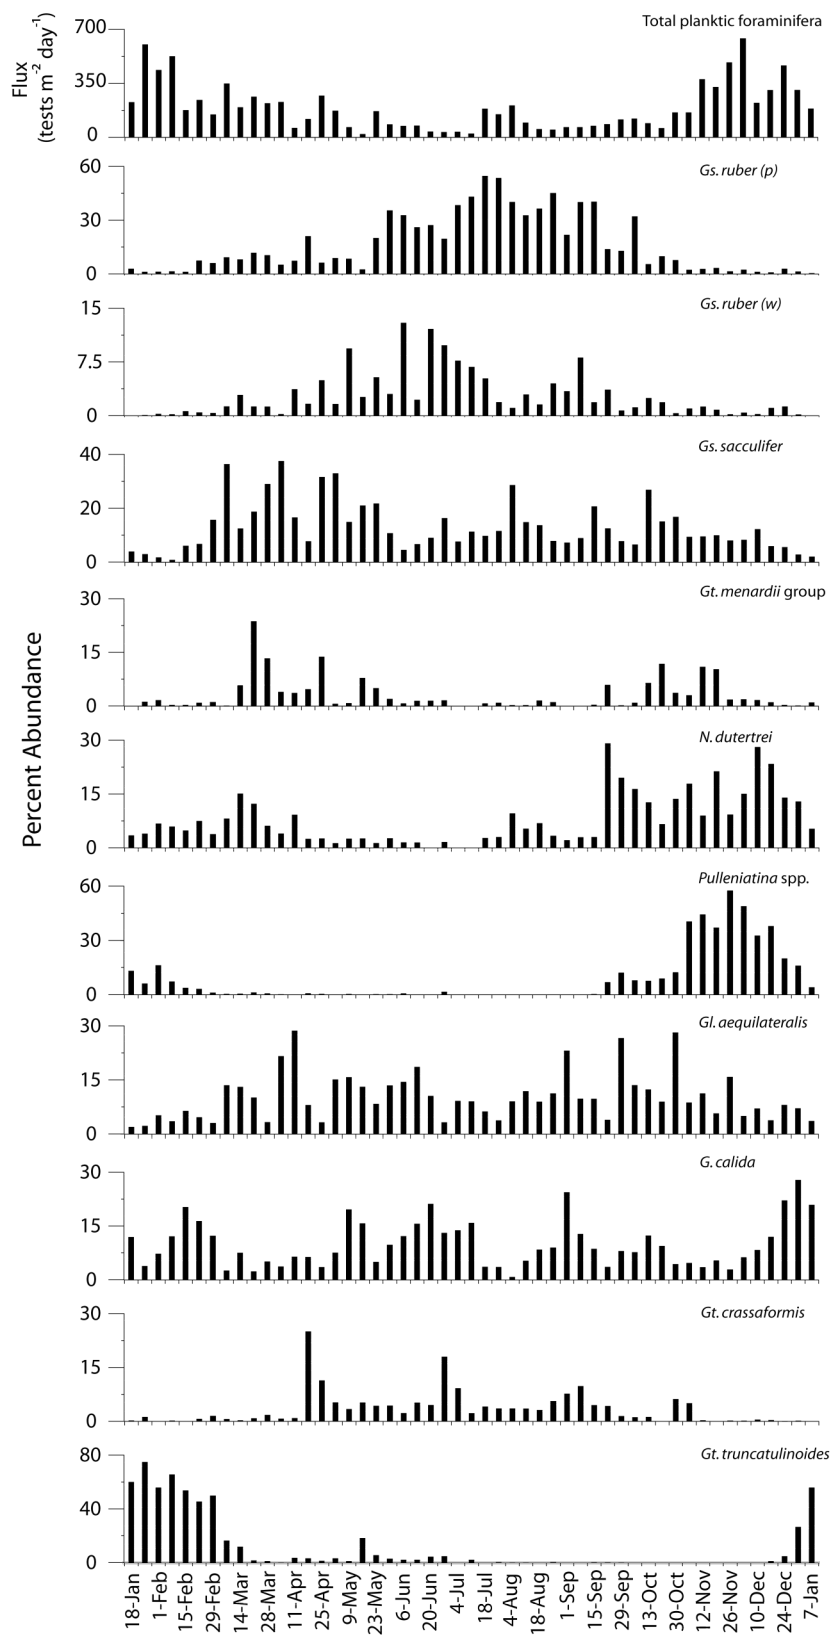 Total planktic foraminifera
Flux
(tests m⁻² day⁻¹)
700
350
0
Gs. ruber (p)
60
30
0
Gs. ruber (w)
15
7.5
0
Gs. sacculifer
40
20
0
Gt. menardii group
30
15
0
Percent Abundance
N. dutertrei
30
15
0
Pulleniatina spp.
60
30
0
Gl. aequilateralis
30
15
0
G. calida
30
15
0
Gt. crassaformis
30
15
0
Gt. truncatulinoides
80
40
0
18-Jan
1-Feb
15-Feb
29-Feb
14-Mar
28-Mar
11-Apr
25-Apr
9-May
23-May
6-Jun
20-Jun
4-Jul
18-Jul
4-Aug
18-Aug
1-Sep
15-Sep
29-Sep
13-Oct
30-Oct
12-Nov
26-Nov
10-Dec
24-Dec
7-Jan